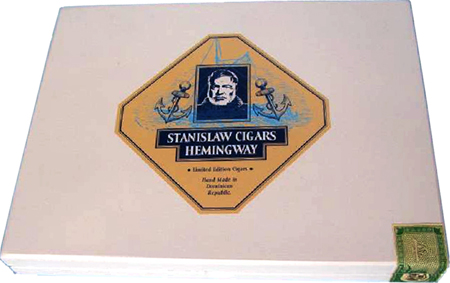 STANISLAW CIGARS
HEMINGWAY
Limited Edition Cigars
Hand Made in
Dominican
Republic.